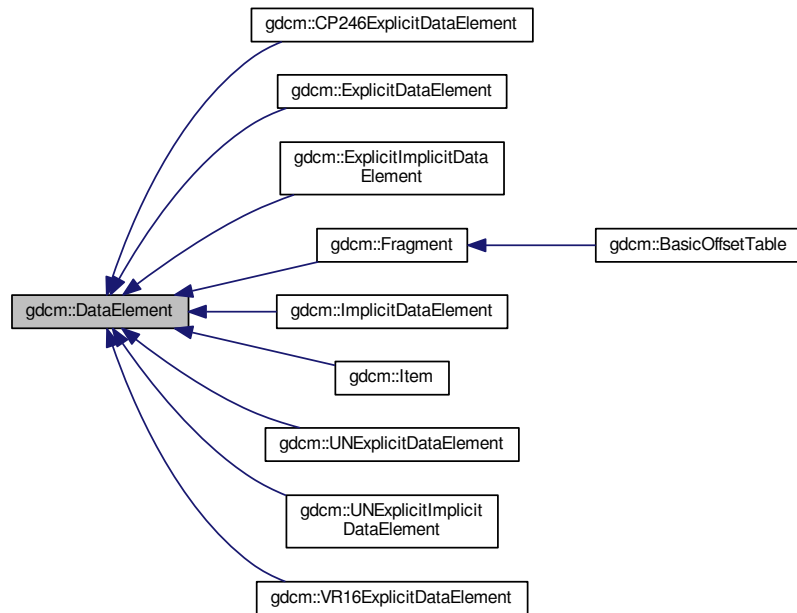 gdcm::CP246ExplicitDataElement
gdcm::ExplicitDataElement
gdcm::ExplicitImplicitData
Element
gdcm::Fragment
gdcm::BasicOffsetTable
gdcm::DataElement
gdcm::ImplicitDataElement
gdcm::Item
gdcm::UNExplicitDataElement
gdcm::UNExplicitImplicit
DataElement
gdcm::VR16ExplicitDataElement